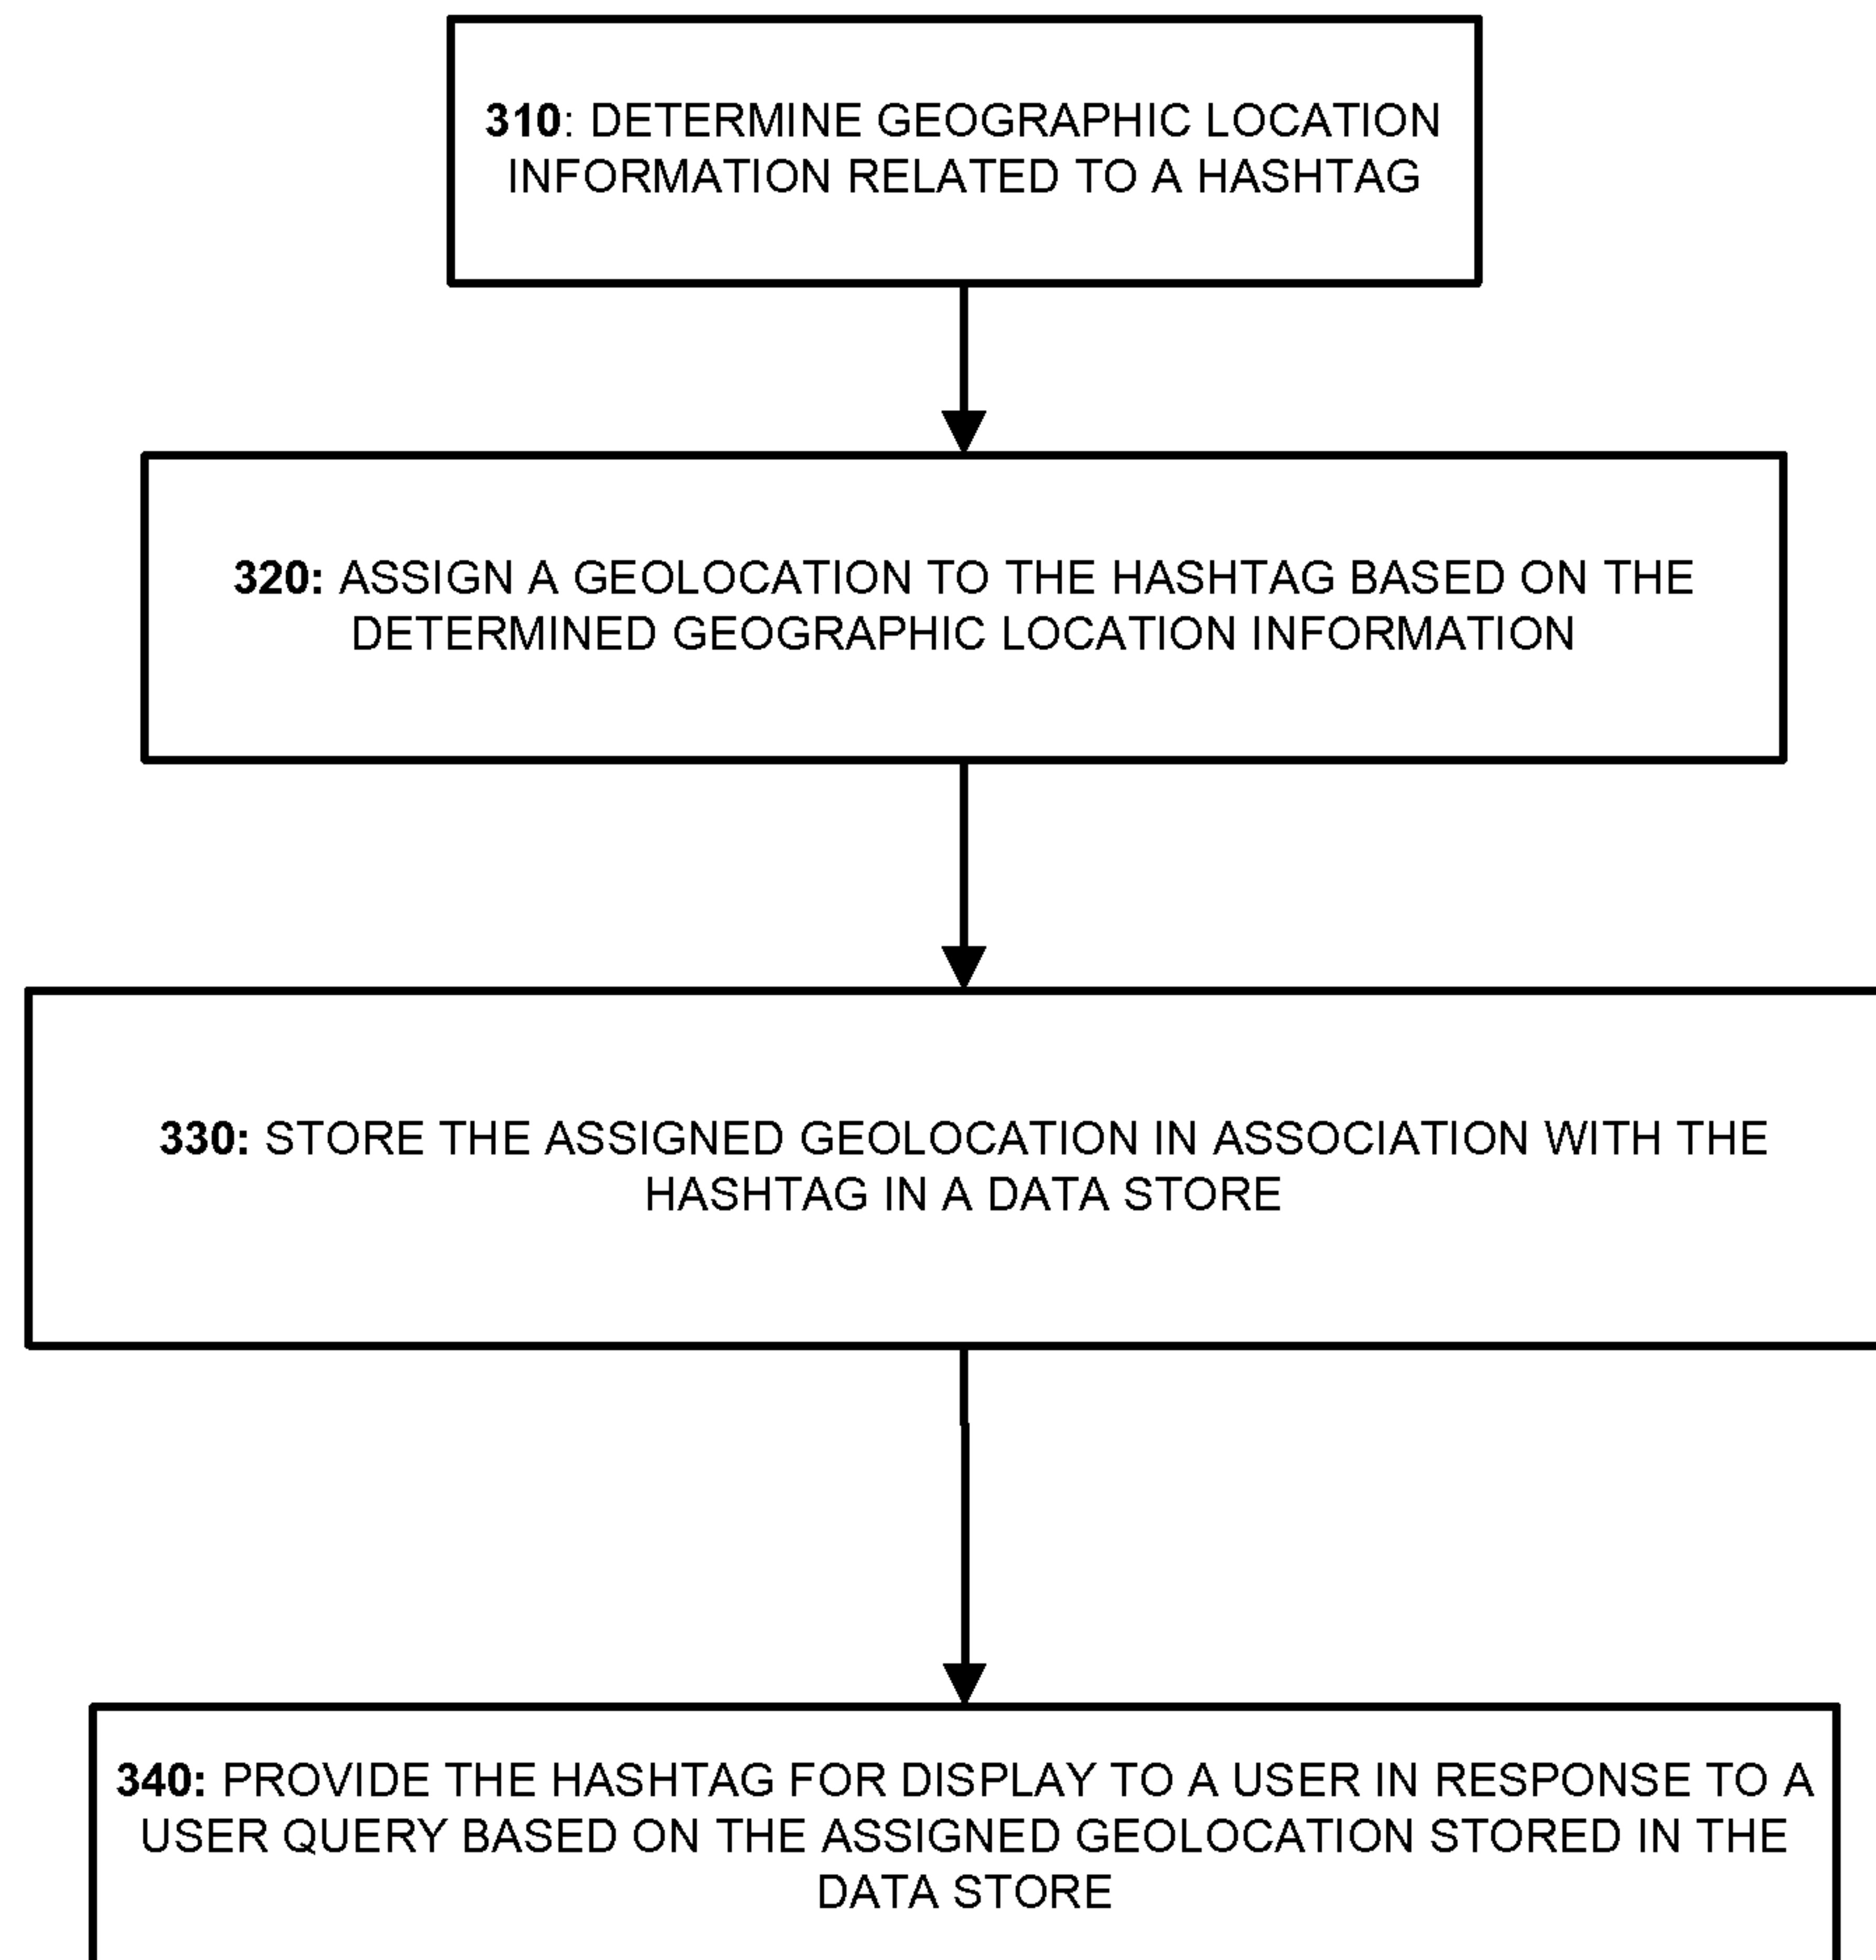 310: DETERMINE GEOGRAPHIC LOCATION
INFORMATION RELATED TO A HASHTAG
320: ASSIGN A GEOLOCATION TO THE HASHTAG BASED ON THE
DETERMINED GEOGRAPHIC LOCATION INFORMATION
330: STORE THE ASSIGNED GEOLOCATION IN ASSOCIATION WITH THE
HASHTAG IN A DATA STORE
340: PROVIDE THE HASHTAG FOR DISPLAY TO A USER IN RESPONSE TO A
USER QUERY BASED ON THE ASSIGNED GEOLOCATION STORED IN THE
DATA STORE